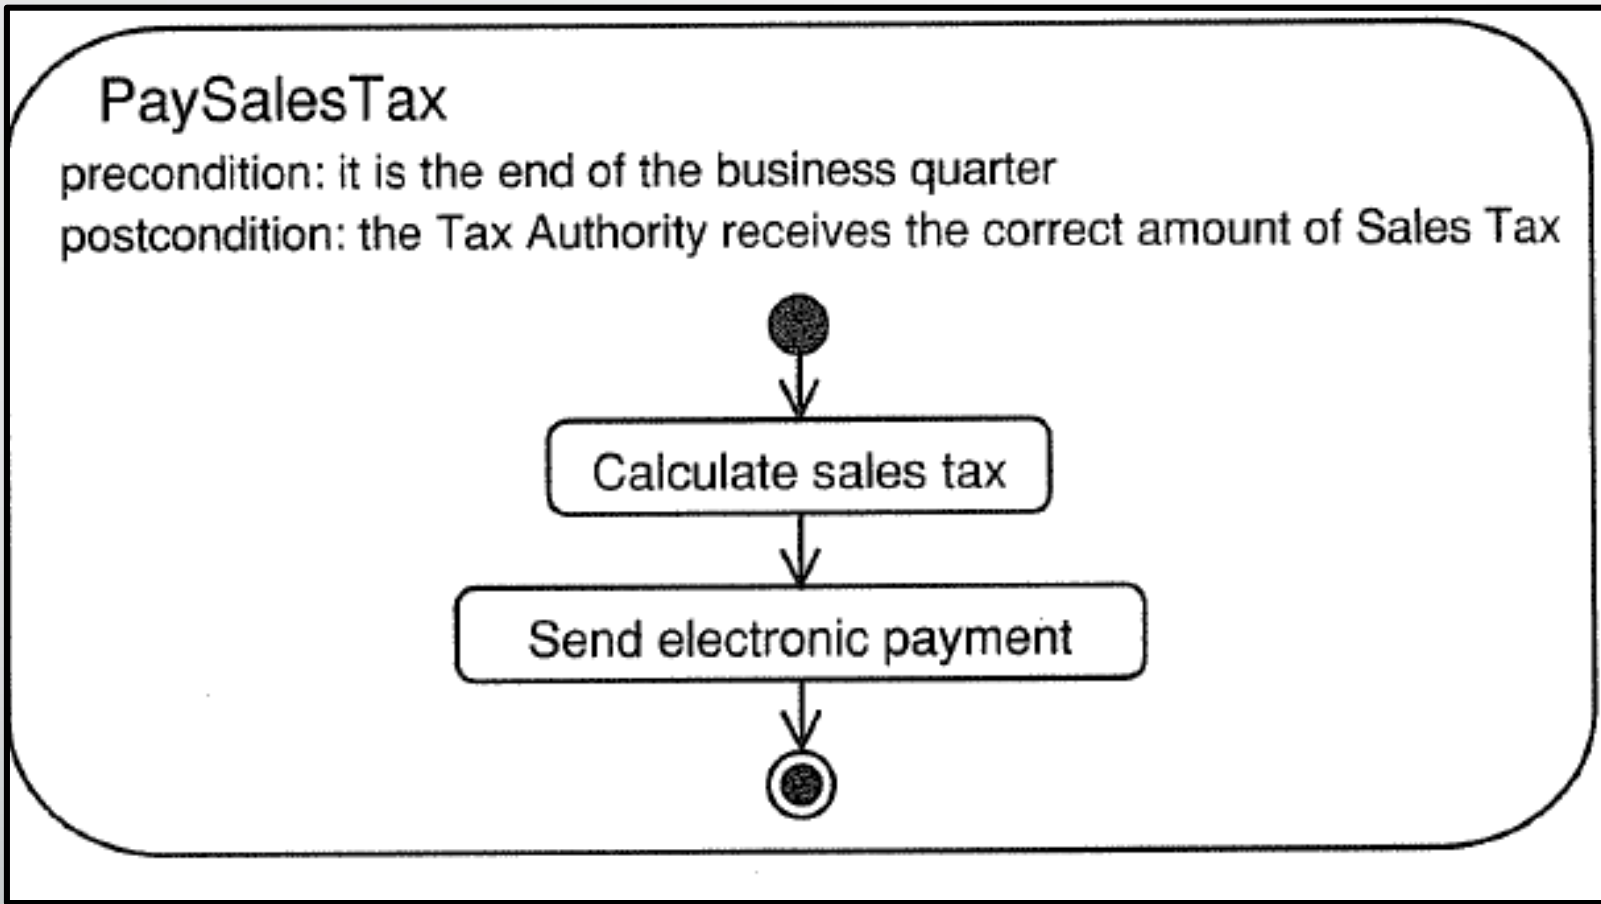 PaySalesTax
precondition: it is the end of the business quarter
postcondition: the Tax Authority receives the correct amount of Sales Tax
Calculate sales tax
Send electronic payment